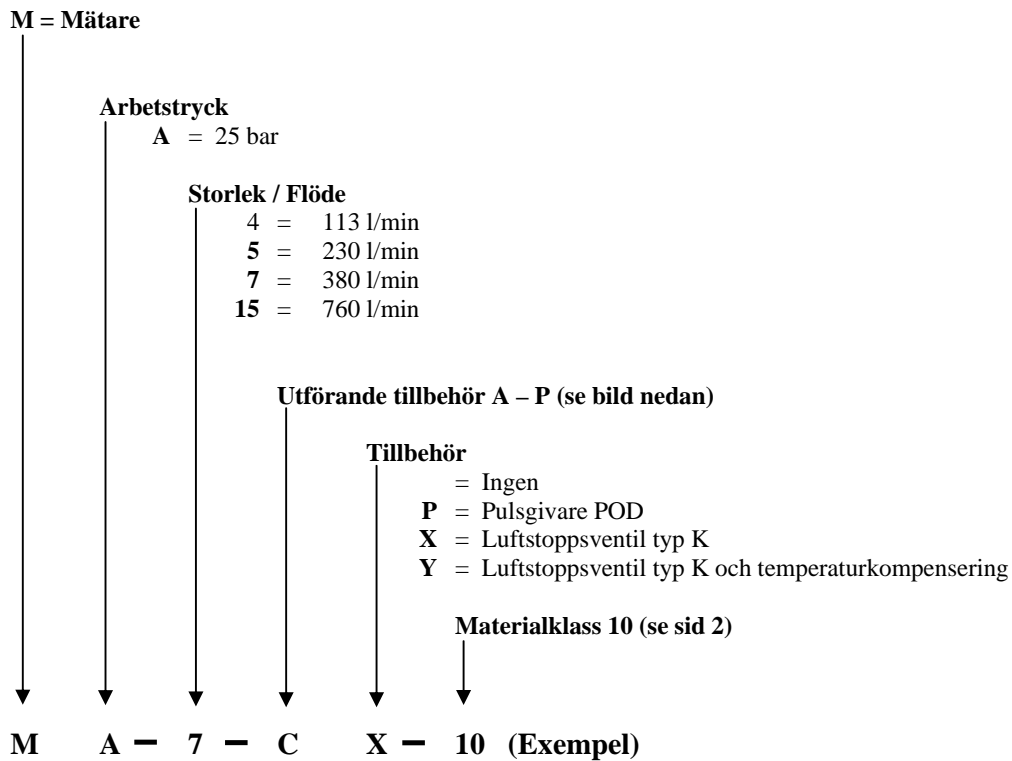 M = Mätare
Arbetstryck
A = 25 bar
Storlek / Flöde
4 = 113 l/min
5 = 230 l/min
7 = 380 l/min
15 = 760 l/min
Utförande tillbehör A – P (se bild nedan)
Tillbehör
= Ingen
P = Pulsgivare POD
X = Luftstoppsventil typ K
Y = Luftstoppsventil typ K och temperaturkompensering
Materialklass 10 (se sid 2)
M A – 7 – C X – 10 (Exempel)